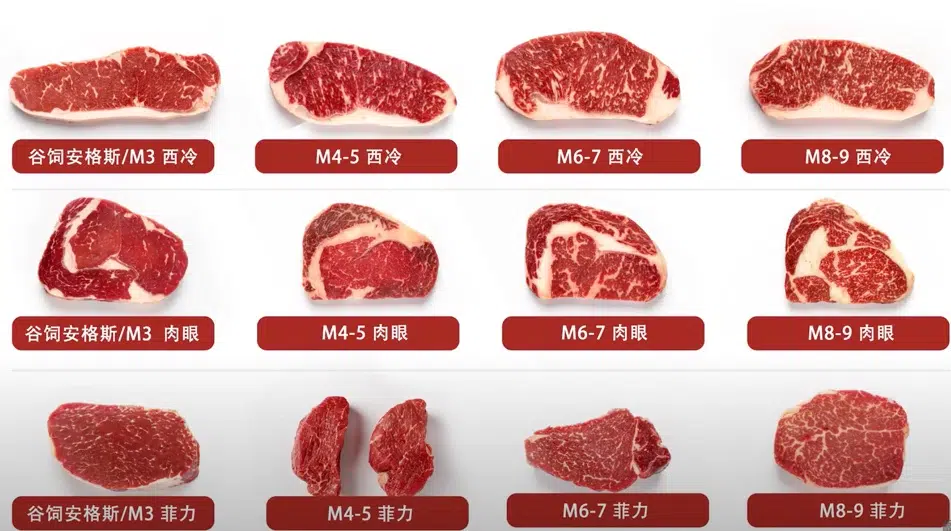 谷饲安格斯/M3 西冷
M4-5 西冷
M6-7 西冷
M8-9 西冷
谷饲安格斯/M3 肉眼
M4-5 肉眼
M6-7 肉眼
M8-9 肉眼
谷饲安格斯/M3 菲力
M4-5 菲力
M6-7 菲力
M8-9 菲力